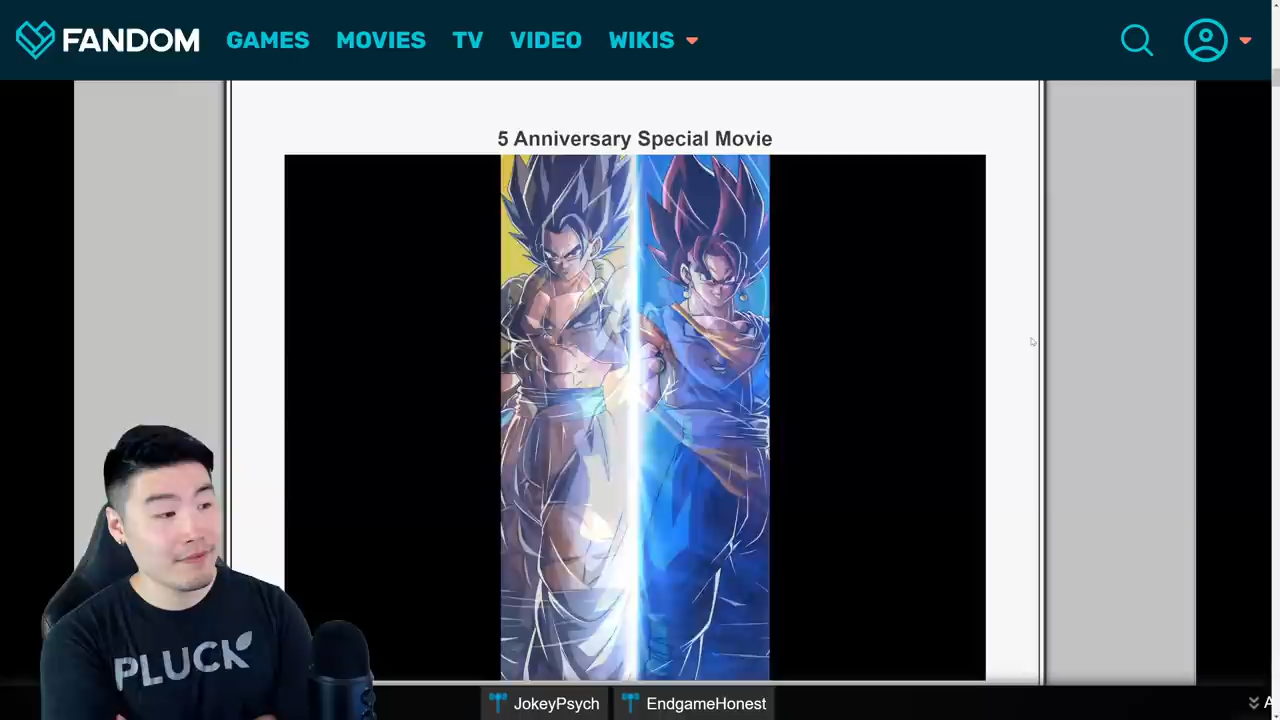 FANDOM GAMES MOVIES TV VIDEO WIKIS
5 Anniversary Special Movie
PLUCK
JokeyPsych EndgameHonest A